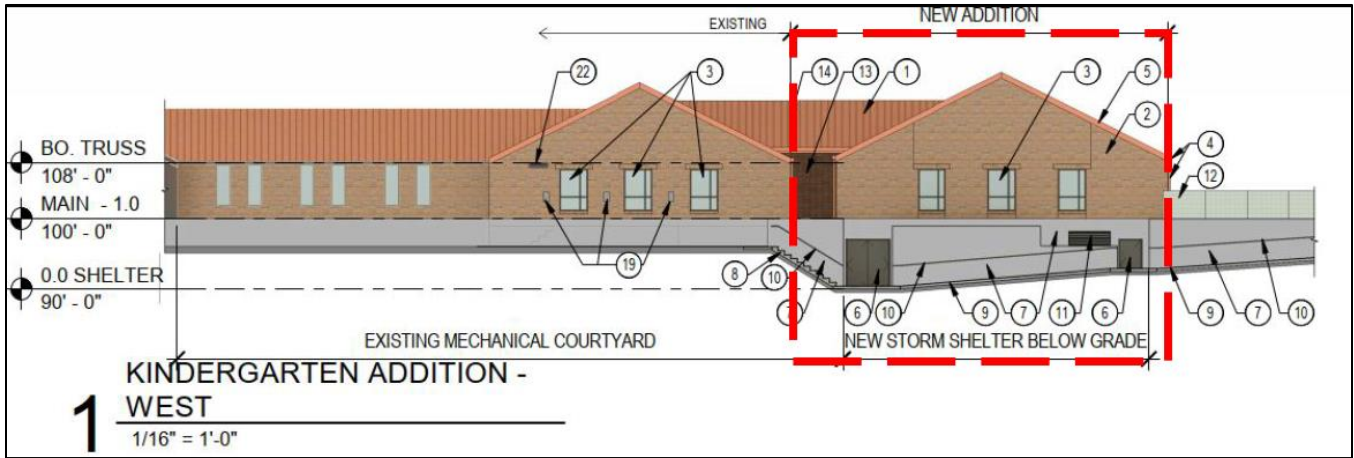 EXISTING
NEW ADDITION
22
3
14
13
1
3
5
2
4
12
BO. TRUSS
108' - 0"
MAIN - 1.0
100' - 0"
0.0 SHELTER
90' - 0"
19
8
10
7
6
10
9
7
11
6
9
7
10
EXISTING MECHANICAL COURTYARD
NEW STORM SHELTER BELOW GRADE
1
KINDERGARTEN ADDITION -
WEST
1/16" = 1'-0"